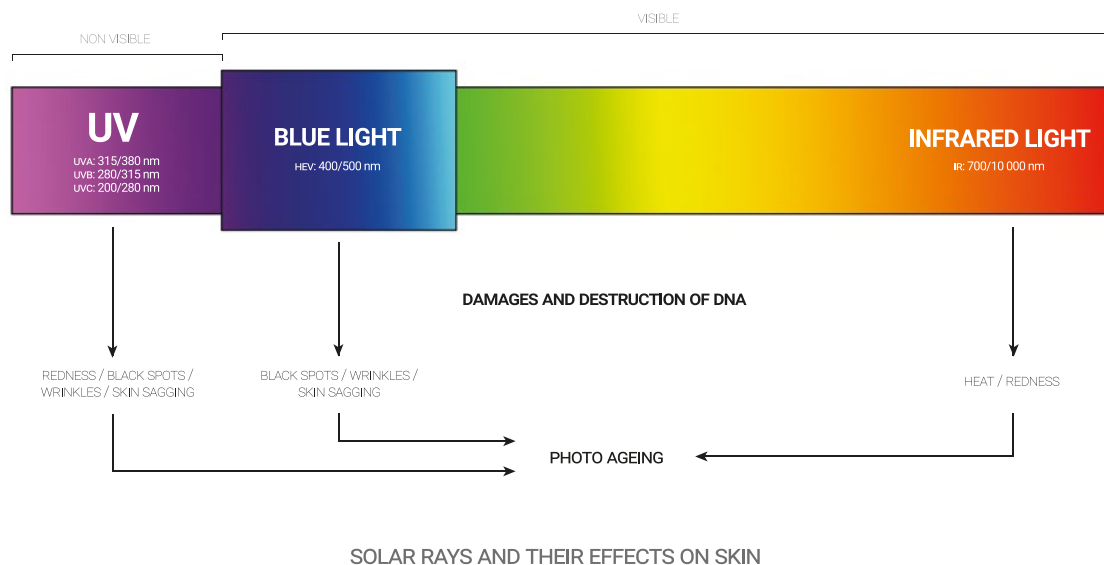 VISIBLE
NON VISIBLE
UV
UVA: 315/380 nm
UVB: 280/315 nm
UVC: 200/280 nm
BLUE LIGHT
HEV: 400/500 nm
INFRARED LIGHT
IR: 700/10 000 nm
DAMAGES AND DESTRUCTION OF DNA
REDNESS / BLACK SPOTS /
WRINKLES / SKIN SAGGING
BLACK SPOTS / WRINKLES /
SKIN SAGGING
HEAT / REDNESS
PHOTO AGEING
SOLAR RAYS AND THEIR EFFECTS ON SKIN